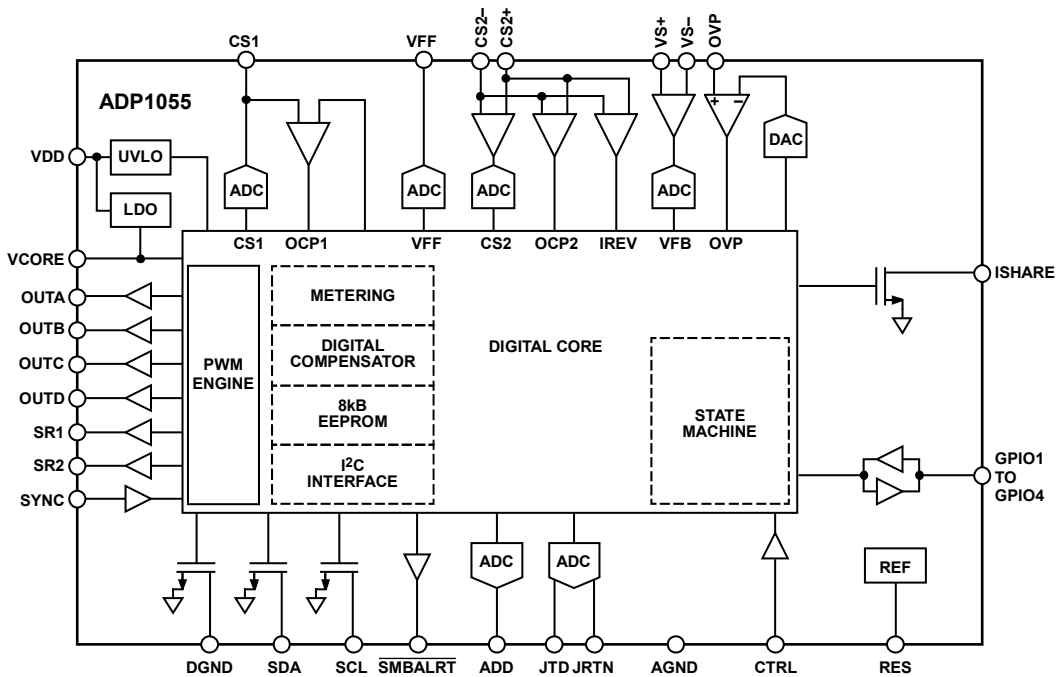 CS1
VFF
CS2–
CS2+
VS+
VS–
OVP
ADP1055
+
–
DAC
VDD
UVLO
LDO
ADC
ADC
ADC
ADC
VCORE
CS1
OCP1
VFF
CS2
OCP2
IREV
VFB
OVP
ISHARE
OUTA
OUTB
OUTC
OUTD
SR1
SR2
SYNC
PWM
ENGINE
METERING
DIGITAL
COMPENSATOR
8kB
EEPROM
I2C
INTERFACE
DIGITAL CORE
STATE
MACHINE
GPIO1
TO
GPIO4
ADC
ADC
REF
DGND
SDA
SCL
SMBALRT
ADD
JTD
JRTN
AGND
CTRL
RES